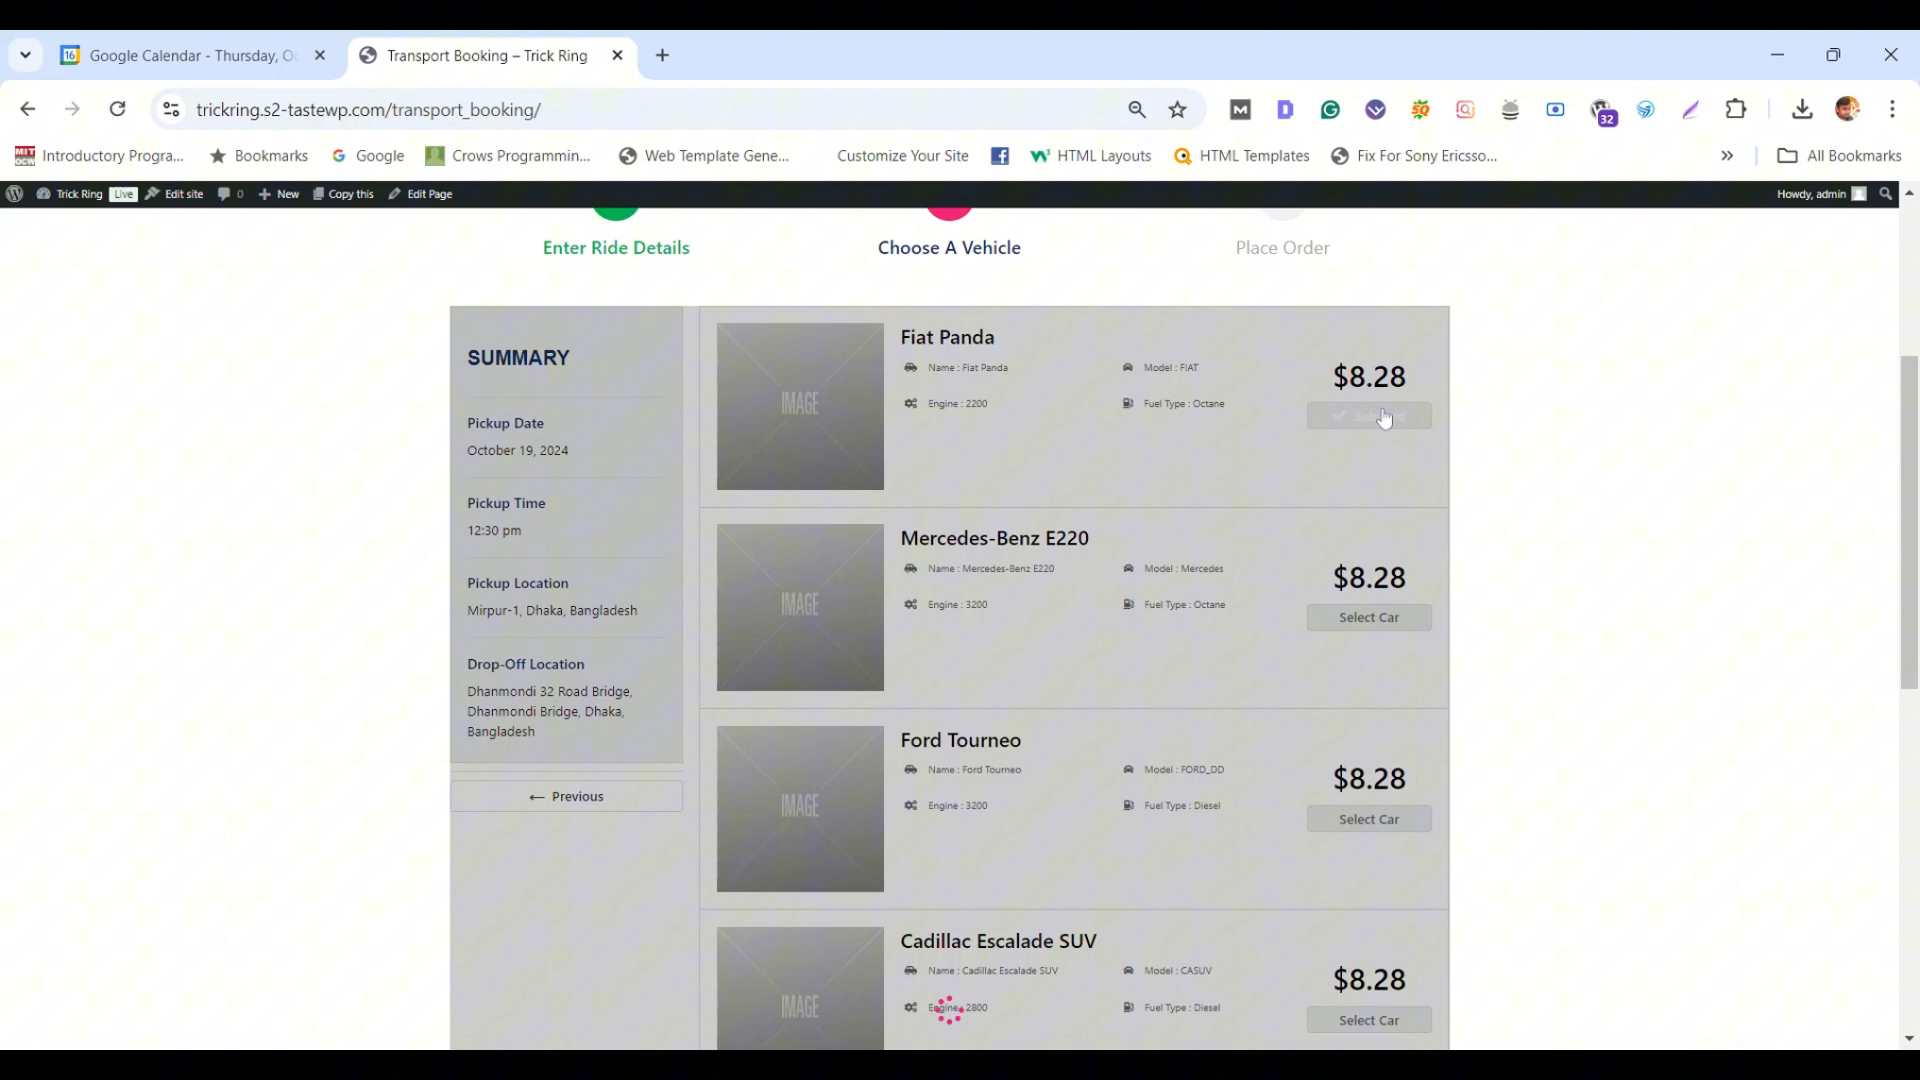 Google Calendar - Thursday, Oc
Transport Booking – Trick Ring
trickring.s2-tastewp.com/transport_booking/
32
Introductory Progra...
Bookmarks
Google
Crows Programmin...
Web Template Gene...
Customize Your Site
HTML Layouts
HTML Templates
Fix For Sony Ericsso...
All Bookmarks
Trick Ring Live
Edit site
0
New
Copy this
Edit Page
Howdy, admin
Enter Ride Details
Choose A Vehicle
Place Order
SUMMARY
Pickup Date
October 19, 2024
Pickup Time
12:30 pm
Pickup Location
Mirpur-1, Dhaka, Bangladesh
Drop-Off Location
Dhanmondi 32 Road Bridge,
Dhanmondi Bridge, Dhaka,
Bangladesh
← Previous
IMAGE
Fiat Panda
Name : Fiat Panda
Model : FIAT
Engine : 2200
Fuel Type : Octane
$8.28
IMAGE
Mercedes-Benz E220
Name : Mercedes-Benz E220
Model : Mercedes
Engine : 3200
Fuel Type : Octane
$8.28
Select Car
IMAGE
Ford Tourneo
Name : Ford Tourneo
Model : FORD_DD
Engine : 3200
Fuel Type : Diesel
$8.28
Select Car
IMAGE
Cadillac Escalade SUV
Name : Cadillac Escalade SUV
Model : CASUV
Engine : 2800
Fuel Type : Diesel
$8.28
Select Car